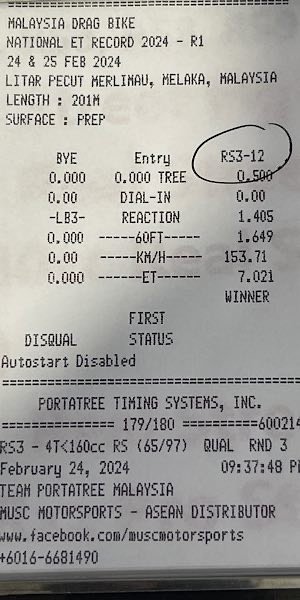 MALAYSIA DRAG BIKE
NATIONAL ET RECORD 2024 - R1
24 & 25 FEB 2024
LITAR PECUT MERLIMAU, MELAKA, MALAYSIA
LENGTH : 201M
SURFACE : PREP
BYE Entry RS3-12
0.000 0.000 TREE 0.500
0.00 DIAL-IN 0.00
-LB3- REACTION 1.405
0.000 ------60FT------ 1.649
0.00 ------KM/H------ 153.71
0.000 -------ET------- 7.021
WINNER
FIRST
DISQUAL STATUS
Autostart Disabled
PORTATREE TIMING SYSTEMS, INC.
================ 179/180 ==========600214
RS3 - 4T<160cc RS (65/97) QUAL RND 3
February 24, 2024 09:37:48 P
TEAM PORTATREE MALAYSIA
MUSC MOTORSPORTS - ASEAN DISTRIBUTOR
www.facebook.com/muscmotorsports
+6016-6681490